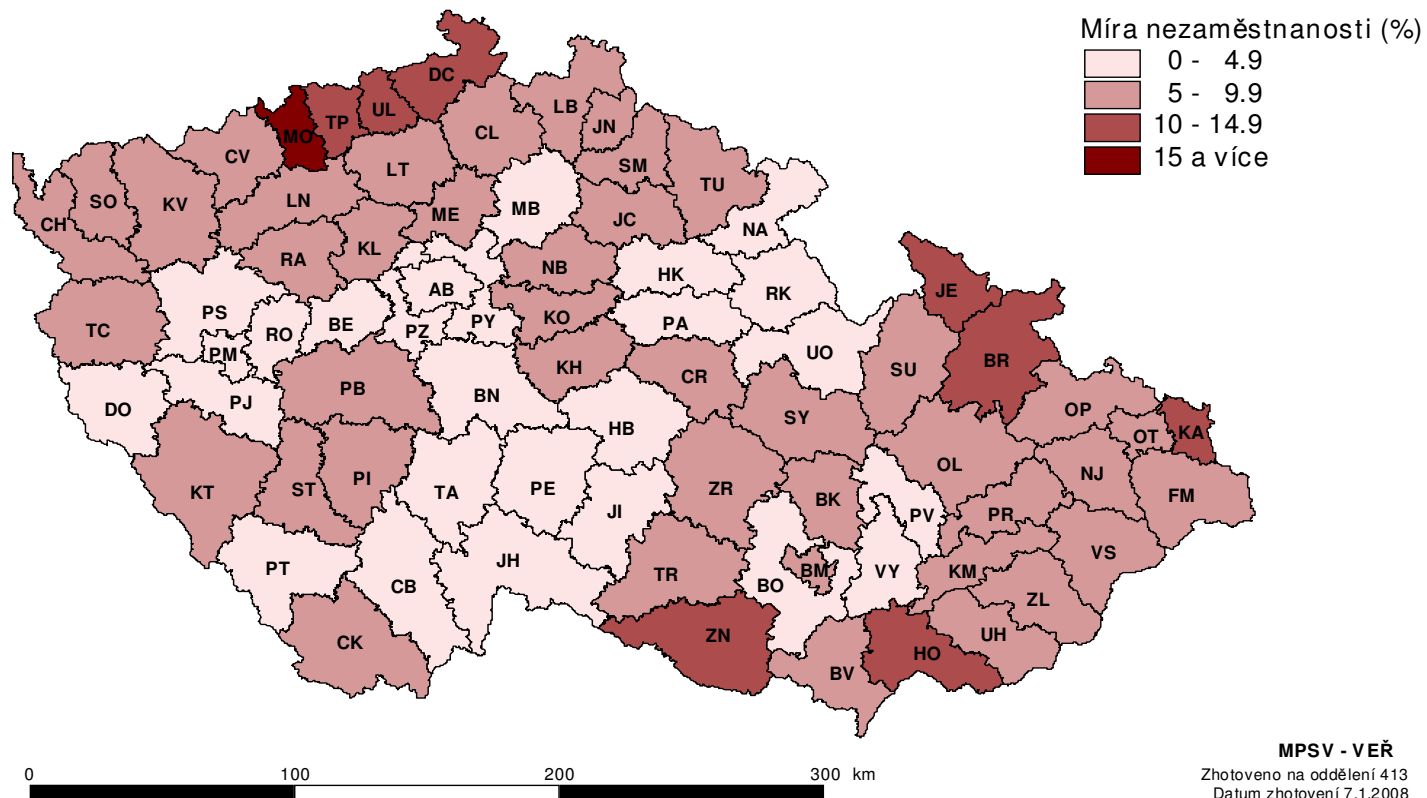 Míra nezaměstnanosti (%)
0 - 4.9
5 - 9.9
10 - 14.9
15 a více
DC
LB
UL
TP
MO
JN
CL
CV
SM
LT
TU
SO
KV
LN
ME
MB
JC
CH
NA
KL
RA
NB
HK
AB
RK
JE
PS
KO
PA
BE
PY
RO
PZ
TC
PM
UO
BR
KH
SU
CR
PB
BN
PJ
DO
OP
SY
HB
KA
OT
OL
NJ
PI
ST
KT
TA
PE
ZR
FM
BK
JI
PV
PR
VS
JH
PT
TR
BM
VY
KM
CB
BO
ZL
ZN
UH
CK
HO
BV
MPSV - VEŘ
0 100 200 300 km
Zhotoveno na oddělení 413
Datum zhotovení 7.1.2008